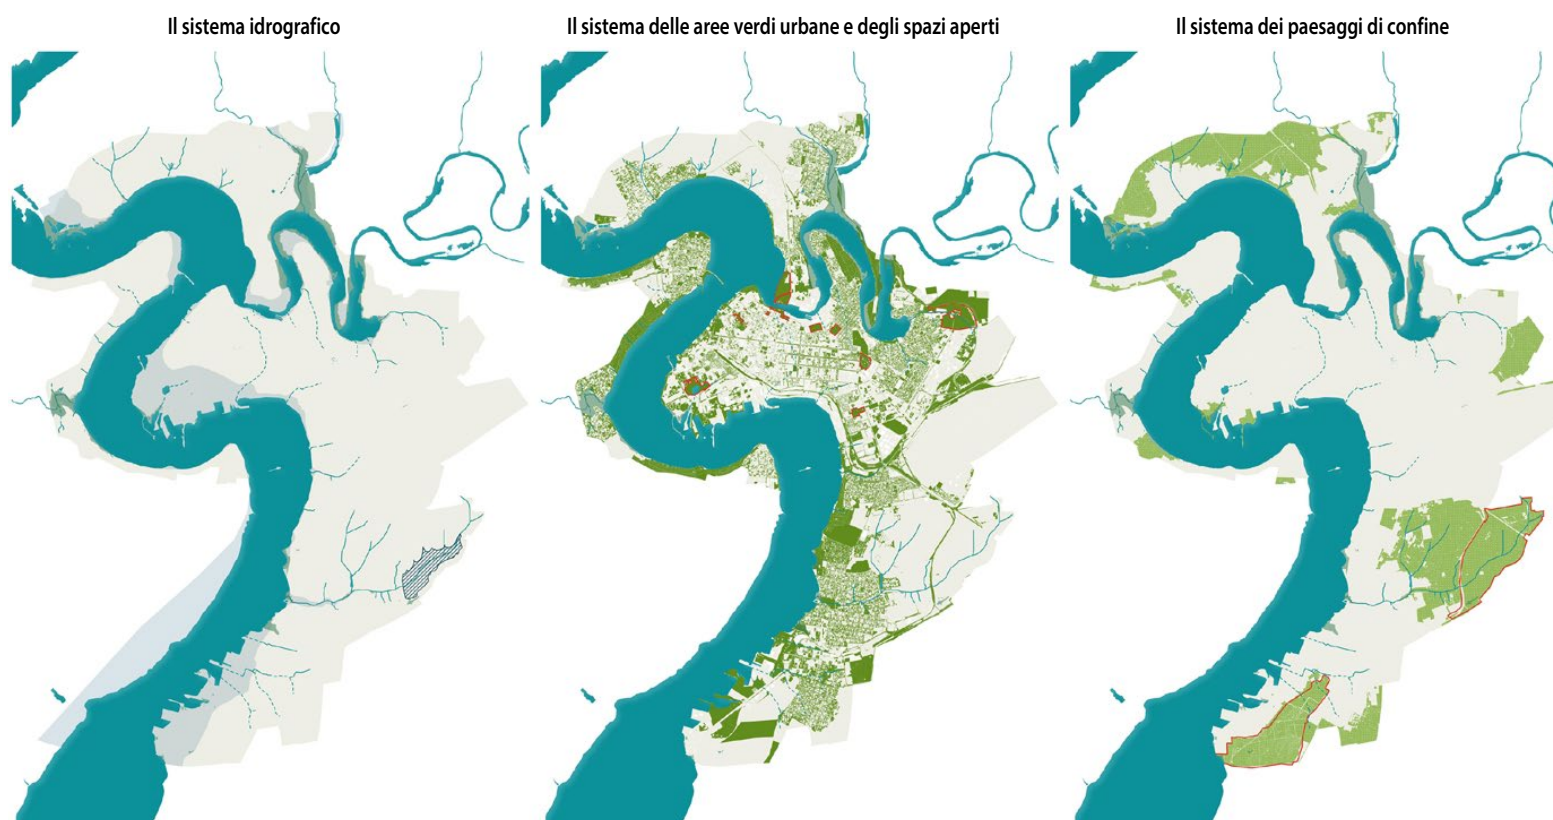 Il sistema idrografico
Il sistema delle aree verdi urbane e degli spazi aperti
Il sistema dei paesaggi di confine